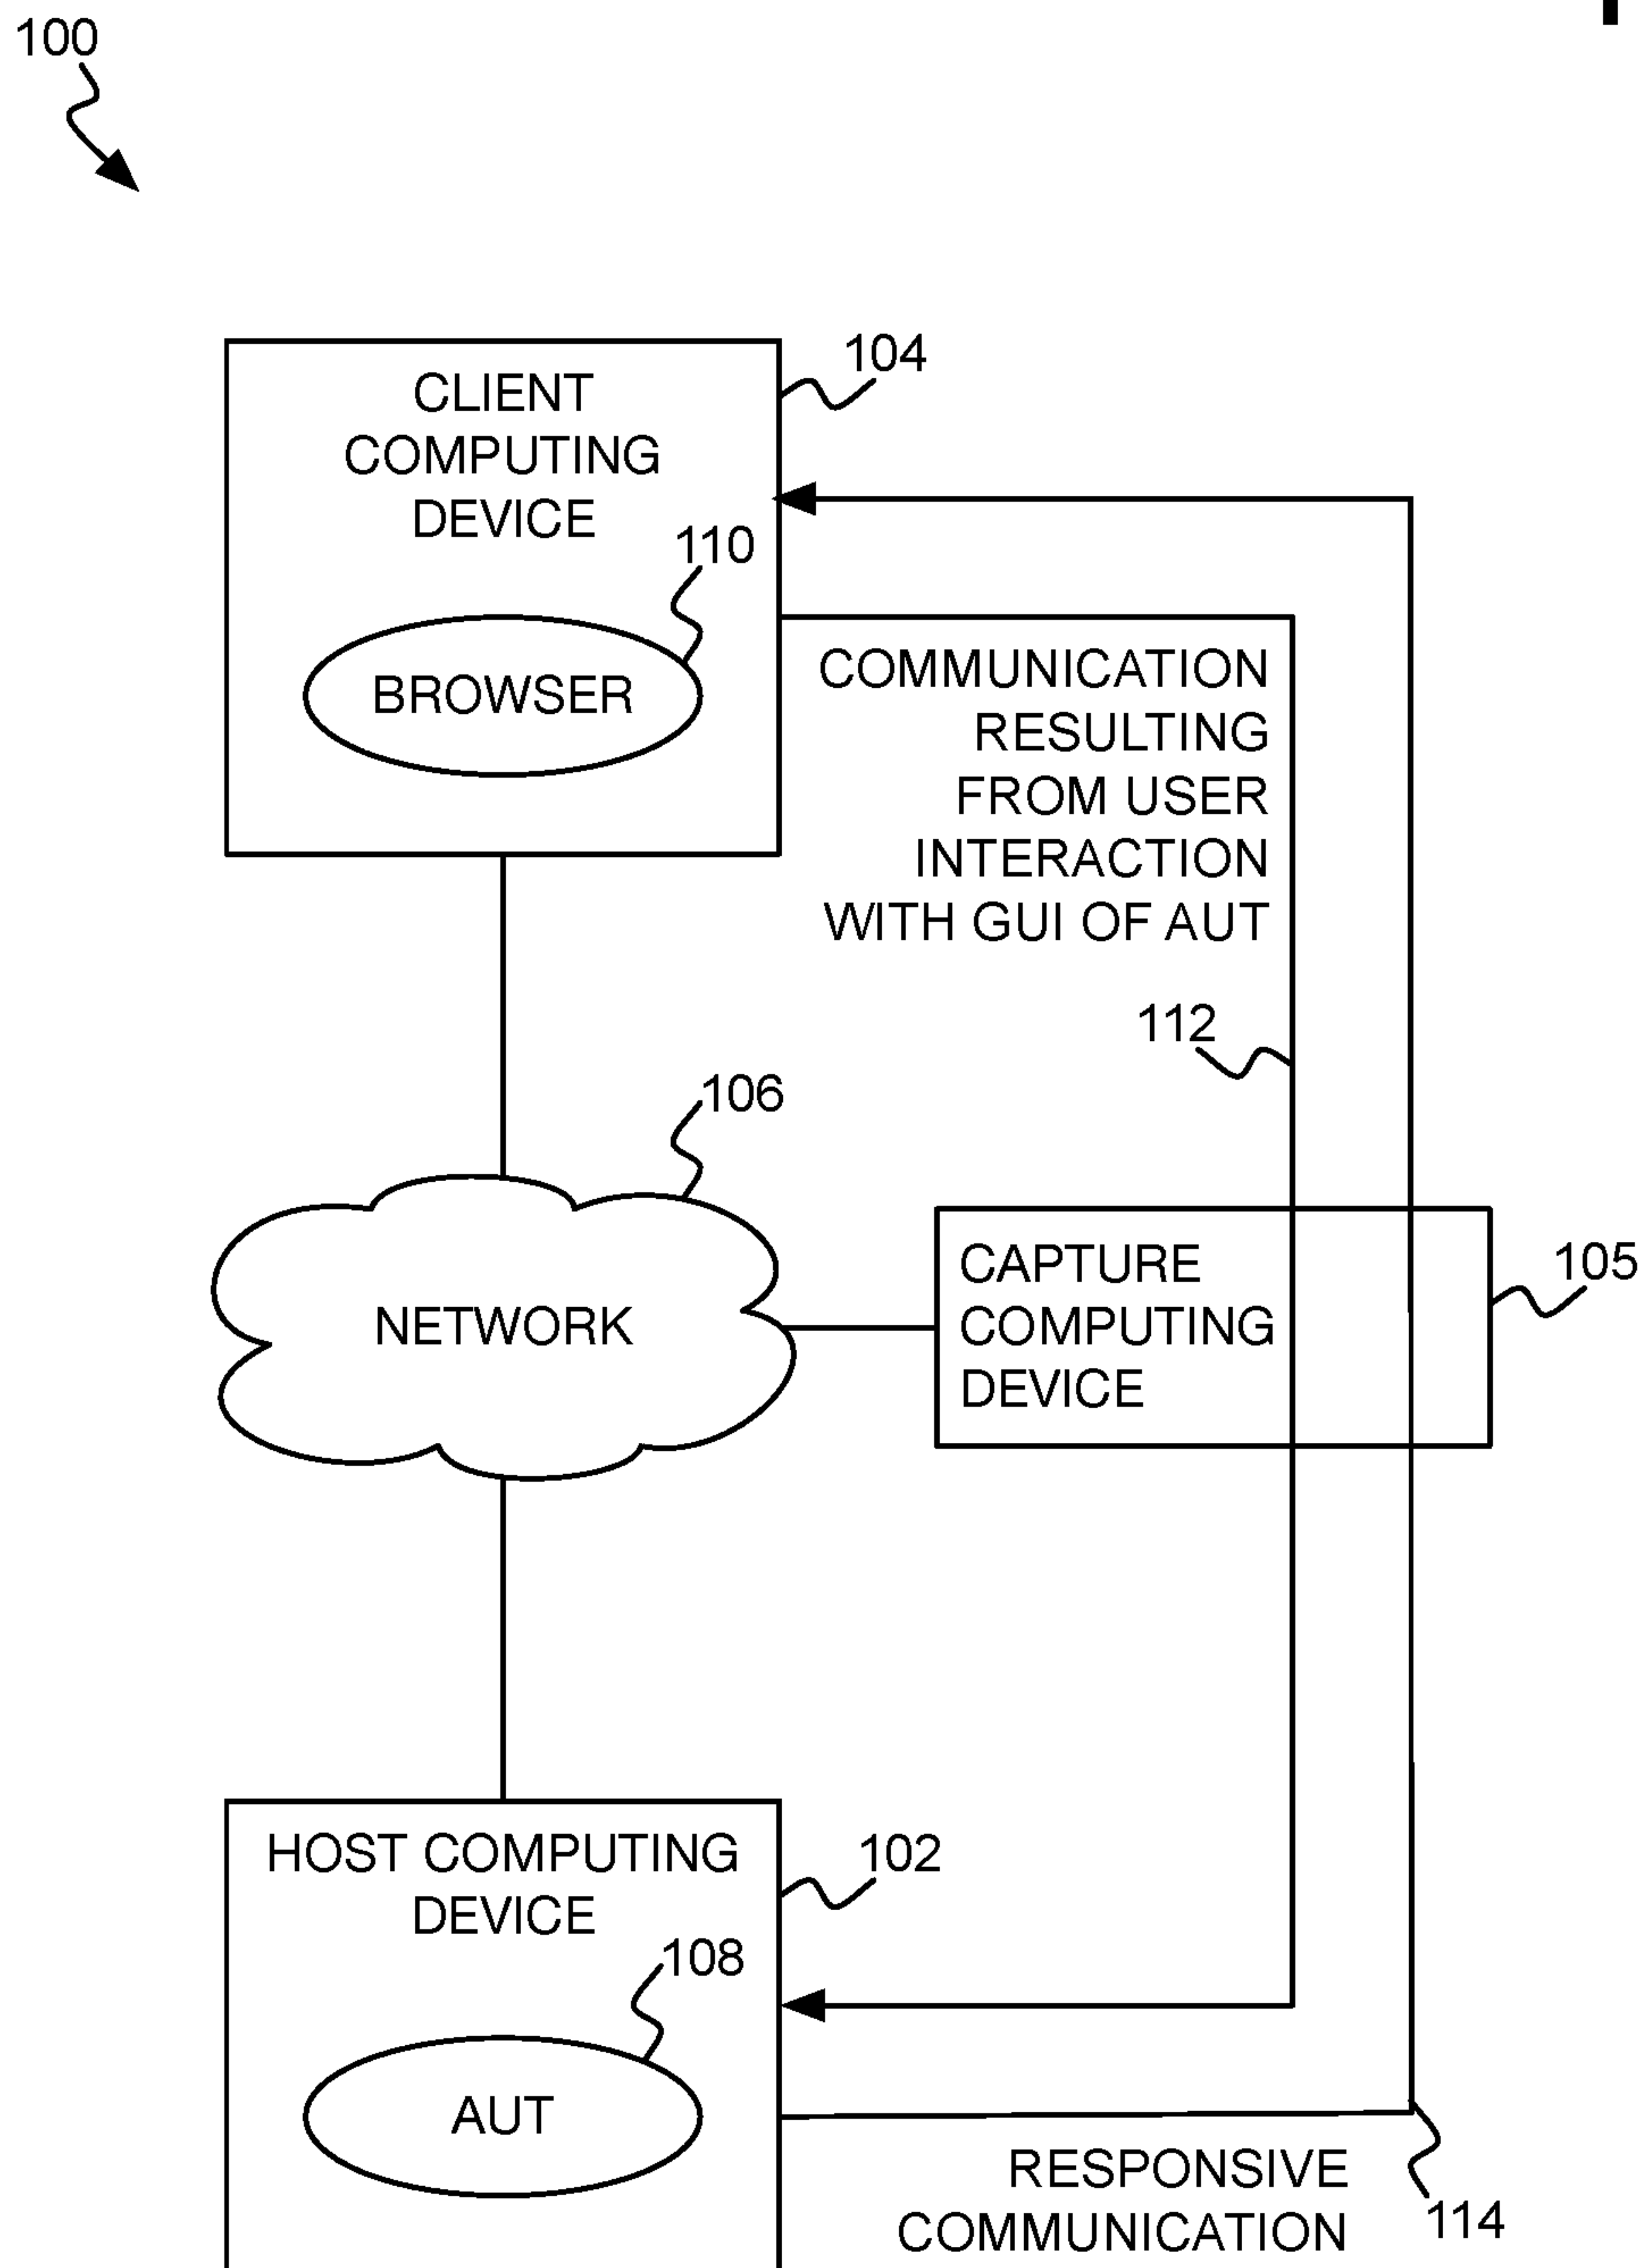 100
104
CLIENT
COMPUTING
DEVICE
110
BROWSER
COMMUNICATION
RESULTING
FROM USER
INTERACTION
WITH GUI OF AUT
112
106
NETWORK
CAPTURE
COMPUTING
DEVICE
105
HOST COMPUTING
DEVICE
102
108
AUT
RESPONSIVE
COMMUNICATION
114